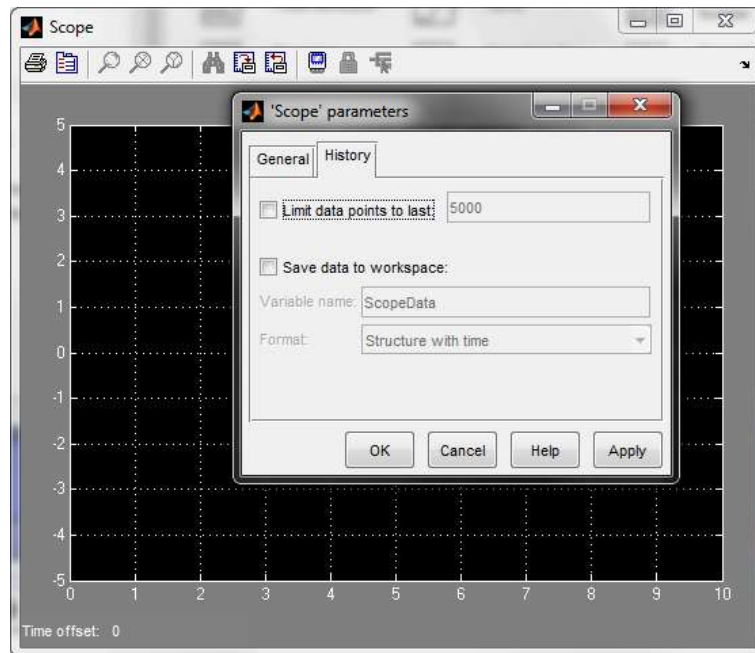 Scope
'Scope' parameters
General History
Limit data points to last: 5000
Save data to workspace:
Variable name: ScopeData
Format: Structure with time
OK Cancel Help Apply
5
4
3
2
1
0
-1
-2
-3
-4
-5
0 1 2 3 4 5 6 7 8 9 10
Time offset: 0